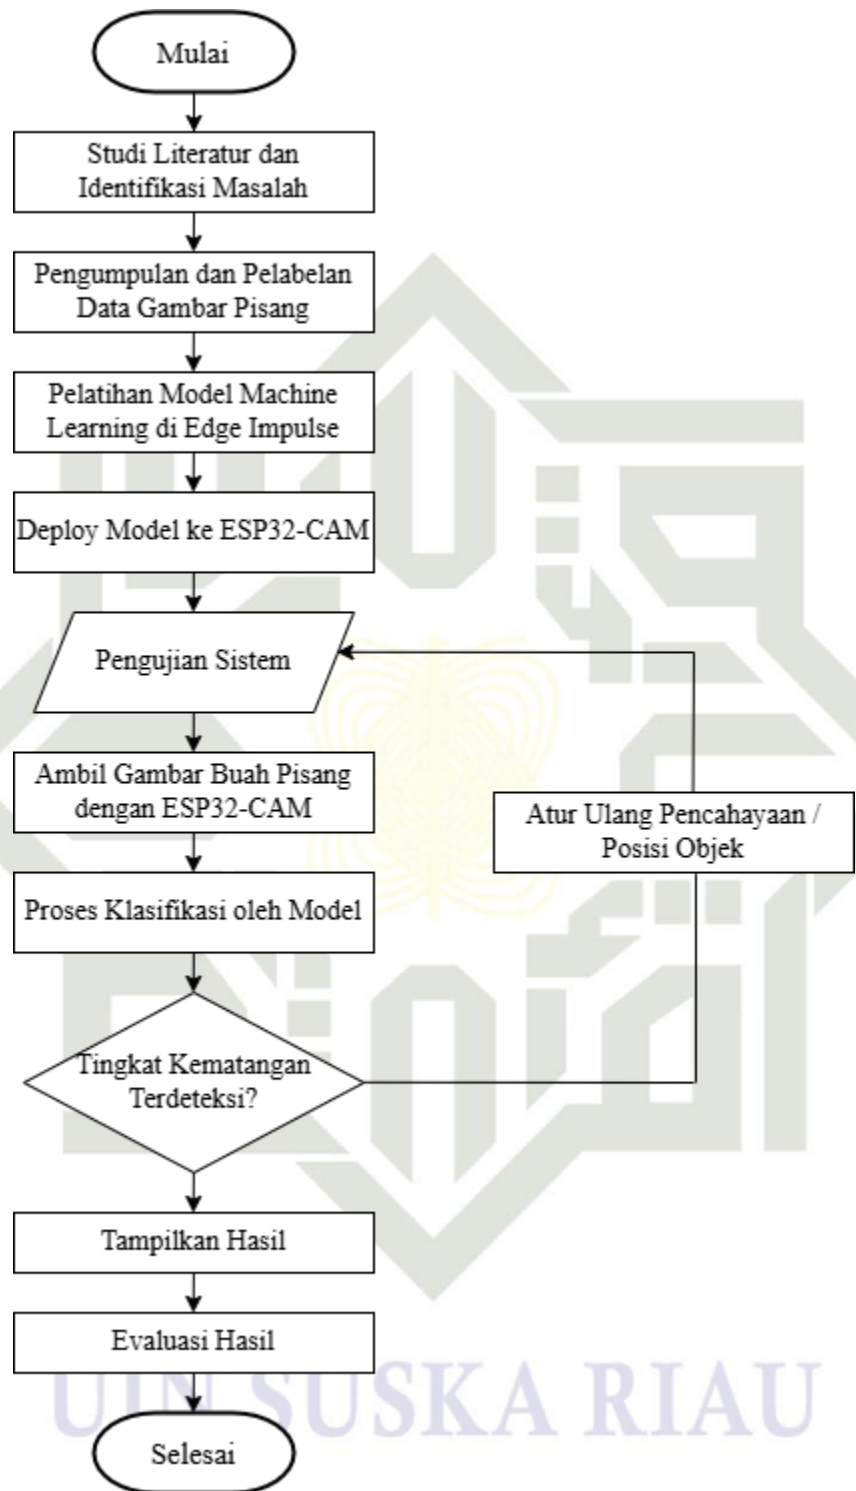 Mulai
Studi Literatur dan
Identifikasi Masalah
Pengumpulan dan Pelabelan
Data Gambar Pisang
Pelatihan Model Machine
Learning di Edge Impulse
Deploy Model ke ESP32-CAM
Pengujian Sistem
Ambil Gambar Buah Pisang
dengan ESP32-CAM
Atur Ulang Pencahayaan /
Posisi Objek
Proses Klasifikasi oleh Model
Tingkat Kematangan
Terdeteksi?
Tampilkan Hasil
Evaluasi Hasil
UIN SUSKA RIAU
Selesai